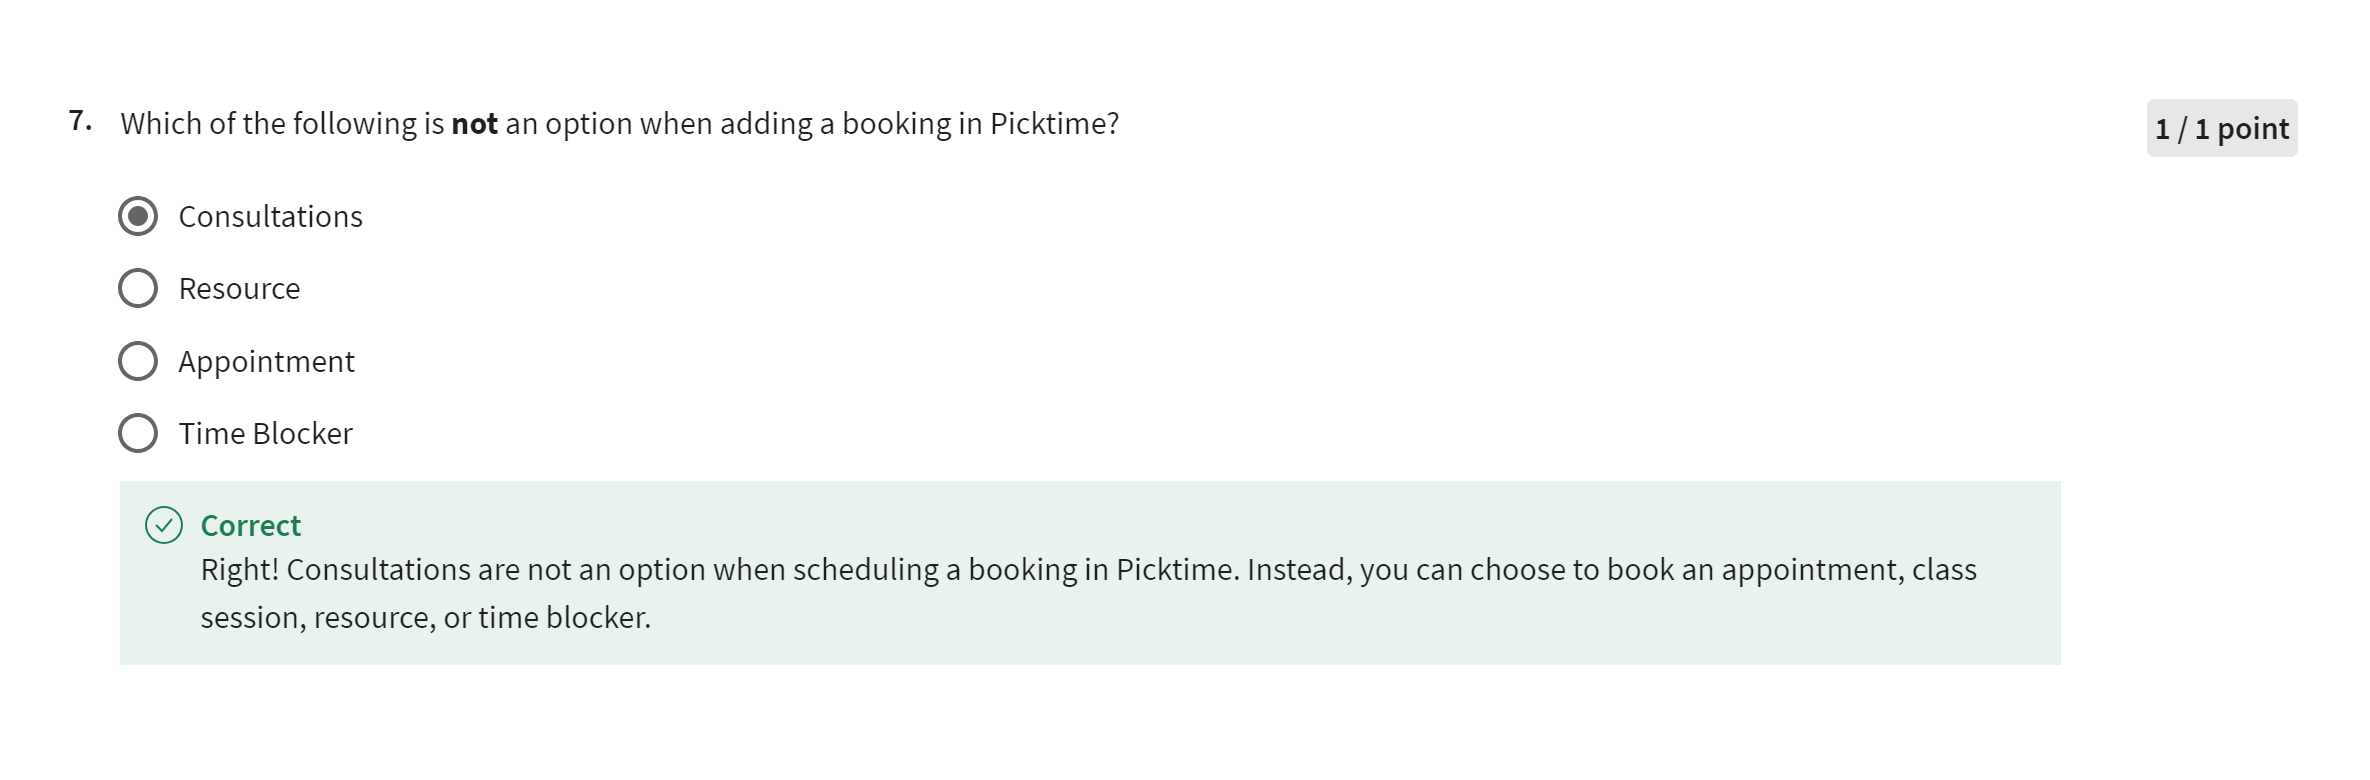 7. Which of the following is not an option when adding a booking in Picktime?
1 / 1 point
Consultations
Resource
Appointment
Time Blocker
Correct
Right! Consultations are not an option when scheduling a booking in Picktime. Instead, you can choose to book an appointment, class
session, resource, or time blocker.